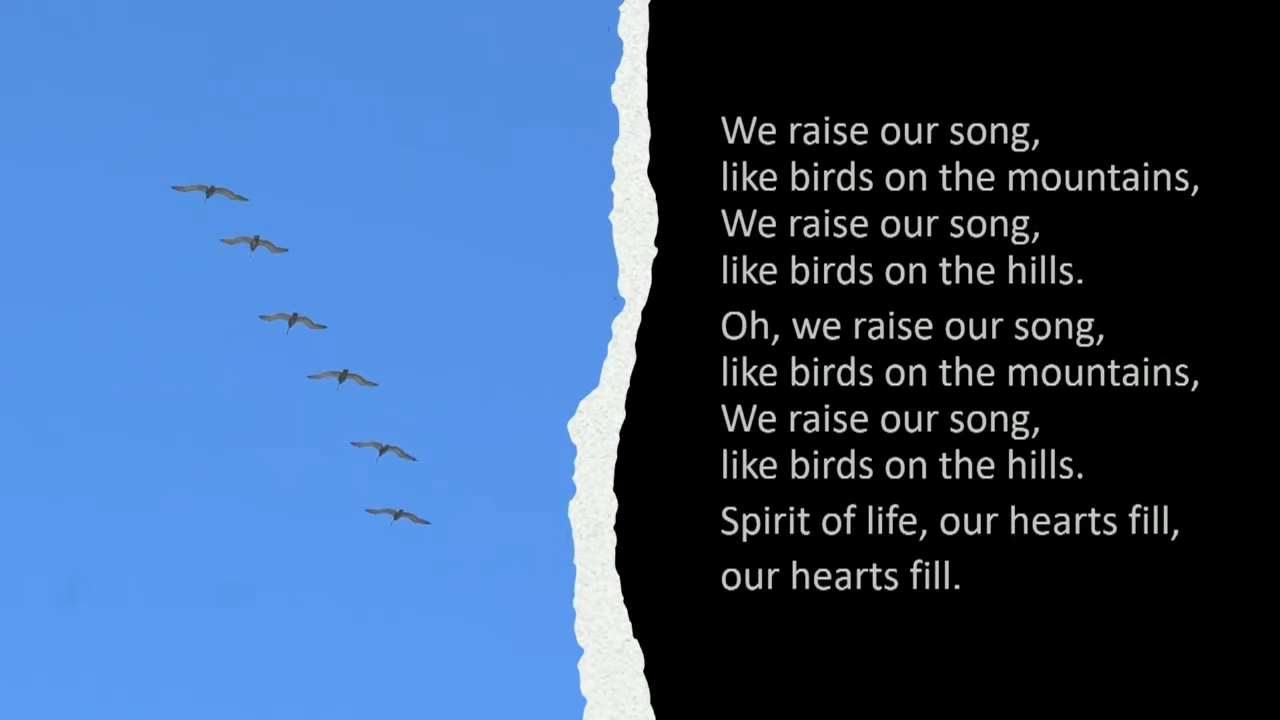 We raise our song,
like birds on the mountains,
We raise our song,
like birds on the hills.
Oh, we raise our song,
like birds on the mountains,
We raise our song,
like birds on the hills.
Spirit of life, our hearts fill,
our hearts fill.